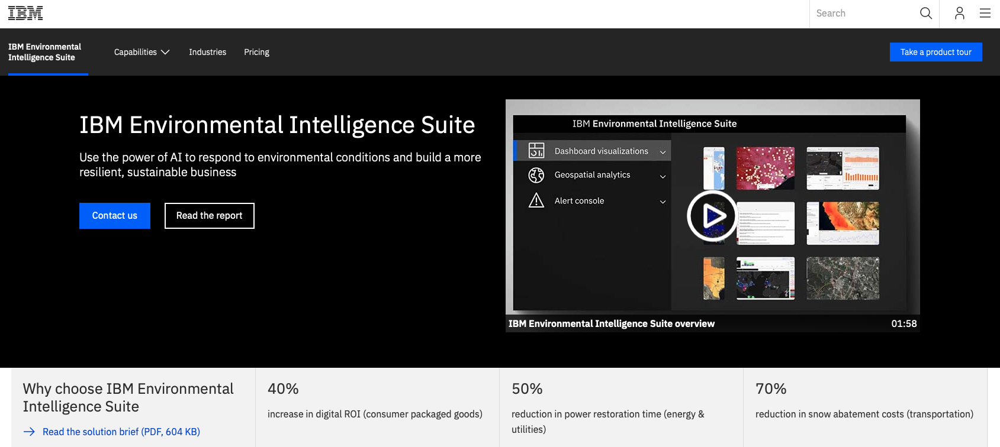 IBM
Search
IBM Environmental
Intelligence Suite
Capabilities
Industries
Pricing
Take a product tour
IBM Environmental Intelligence Suite
Use the power of AI to respond to environmental conditions and build a more
resilient, sustainable business
Contact us
Read the report
IBM Environmental Intelligence Suite
Dashboard visualizations
Geospatial analytics
Alert console
IBM Environmental Intelligence Suite overview
01:58
Why choose IBM Environmental
Intelligence Suite
Read the solution brief (PDF, 604 KB)
40%
increase in digital ROI (consumer packaged goods)
50%
reduction in power restoration time (energy &
utilities)
70%
reduction in snow abatement costs (transportation)